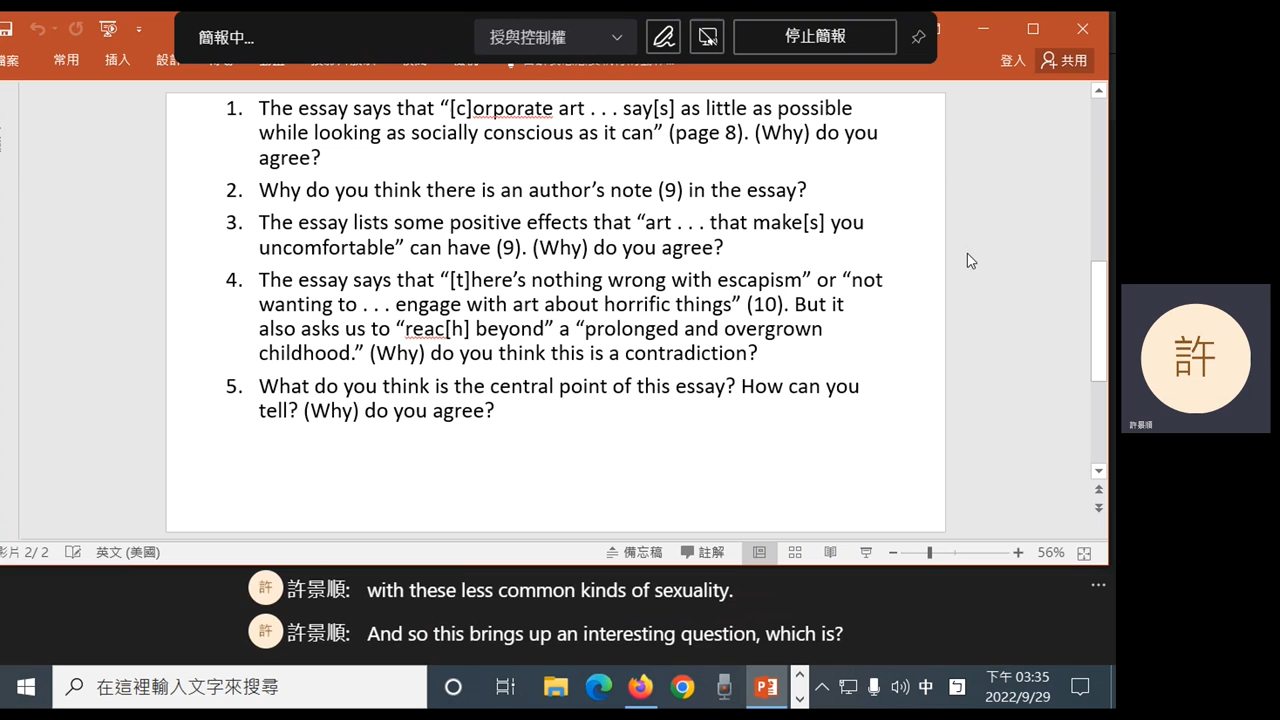 簡報中...
授與控制權
停止簡報
檔案
常用
插入
登入
共用
1. The essay says that “[c]orporate art . . . say[s] as little as possible
while looking as socially conscious as it can” (page 8). (Why) do you
agree?
2. Why do you think there is an author’s note (9) in the essay?
3. The essay lists some positive effects that “art . . . that make[s] you
uncomfortable” can have (9). (Why) do you agree?
4. The essay says that “[t]here’s nothing wrong with escapism” or “not
wanting to . . . engage with art about horrific things” (10). But it
also asks us to “reac[h] beyond” a “prolonged and overgrown
childhood.” (Why) do you think this is a contradiction?
5. What do you think is the central point of this essay? How can you
tell? (Why) do you agree?
許
許景順
2/2
英文 (美國)
備忘稿
註解
56%
許 許景順: with these less common kinds of sexuality.
許 許景順: And so this brings up an interesting question, which is?
在這裡輸入文字來搜尋
中
下午 03:35
2022/9/29